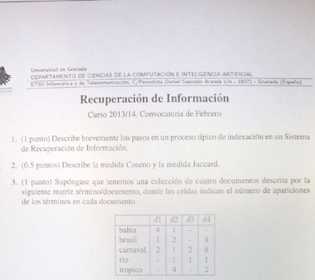 Universidad de Granada
DEPARTAMENTO DE CIENCIAS DE LA COMPUTACIÓN E INTELIGENCIA ARTIFICIAL
ETSI Informática y de Telecomunicación, C/Periodista Daniel Saucedo Aranda s/n - 18071 - Granada (España)
Recuperación de Información
Curso 2013/14. Convocatoria de Febrero
1. (1 punto) Describe brevemente los pasos en un proceso típico de indexación en un Sistema
de Recuperación de Información.
2. (0.5 puntos) Describe la medida Coseno y la medida Jaccard.
3. (1 punto) Supóngase que tenemos una colección de cuatro documentos descrita por la
siguiente matriz término/documento, donde las celdas indican el número de apariciones
de los términos en cada documento.
d1 d2 d3 d4
bahia 4 1 - -
brasil 1 2 - 4
carnaval 2 1 2 8
rio - 1 1 1
tropico - 4 - 2